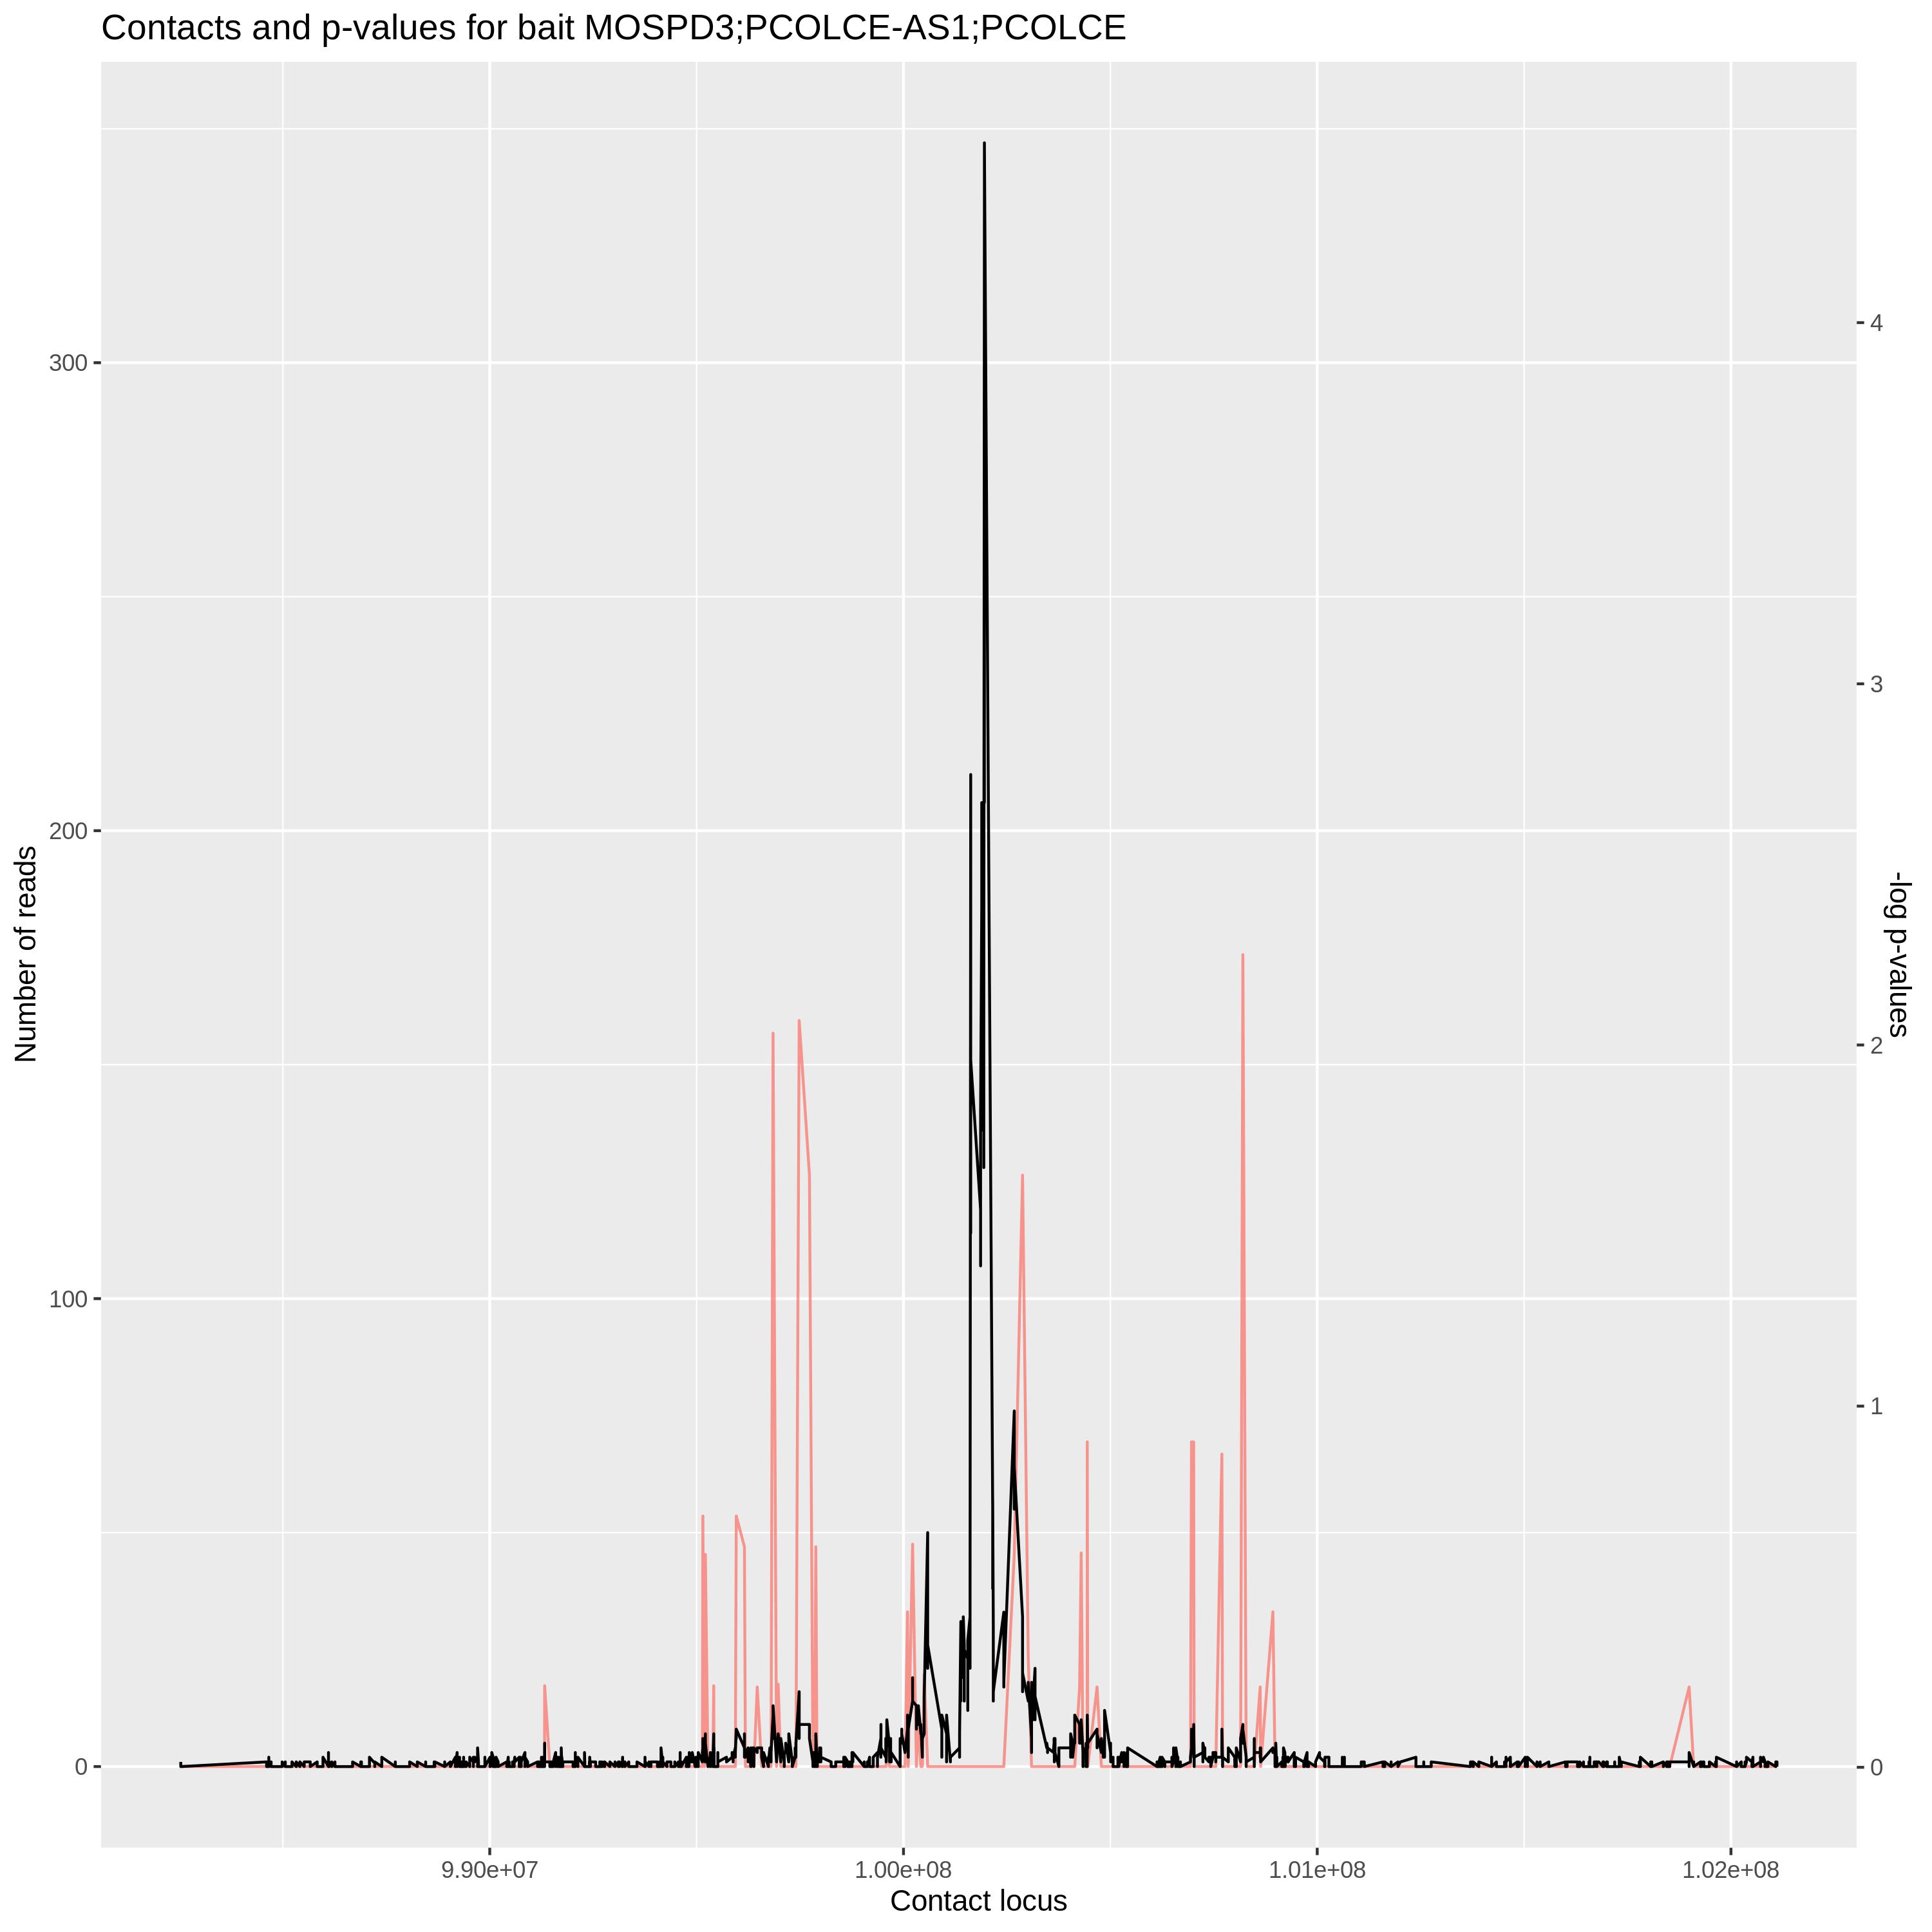 Contacts and p-values for bait MOSPD3;PCOLCE-AS1;PCOLCE
300
200
100
0
Number of reads
4
3
2
1
0
-log p-values
9.90e+07 1.00e+08 1.01e+08 1.02e+08
Contact locus